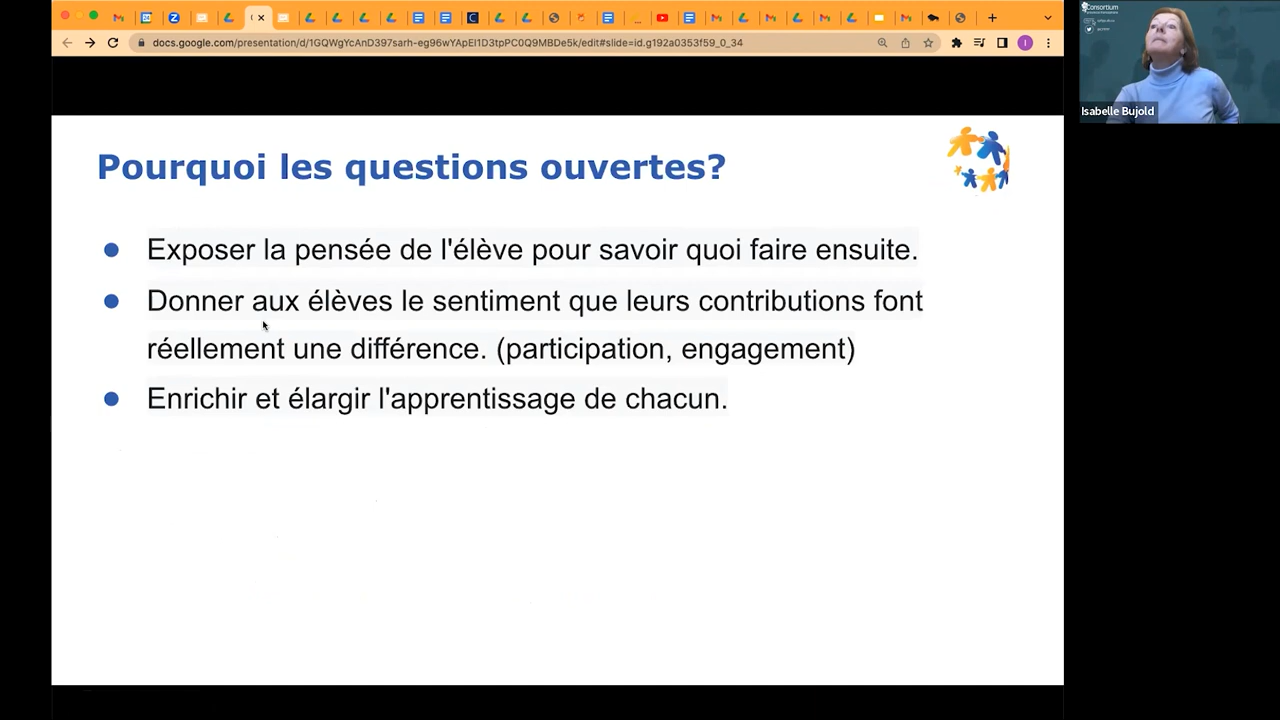 docs.google.com/presentation/d/1GQWgYcAnD397sarh-eg96wYApEI1D3tpPC0Q9MBDe5k/edit#slide=id.g192a0353f59_0_34
Consortium
Isabelle Bujold
Pourquoi les questions ouvertes?
Exposer la pensée de l'élève pour savoir quoi faire ensuite.
Donner aux élèves le sentiment que leurs contributions font
réellement une différence. (participation, engagement)
Enrichir et élargir l'apprentissage de chacun.